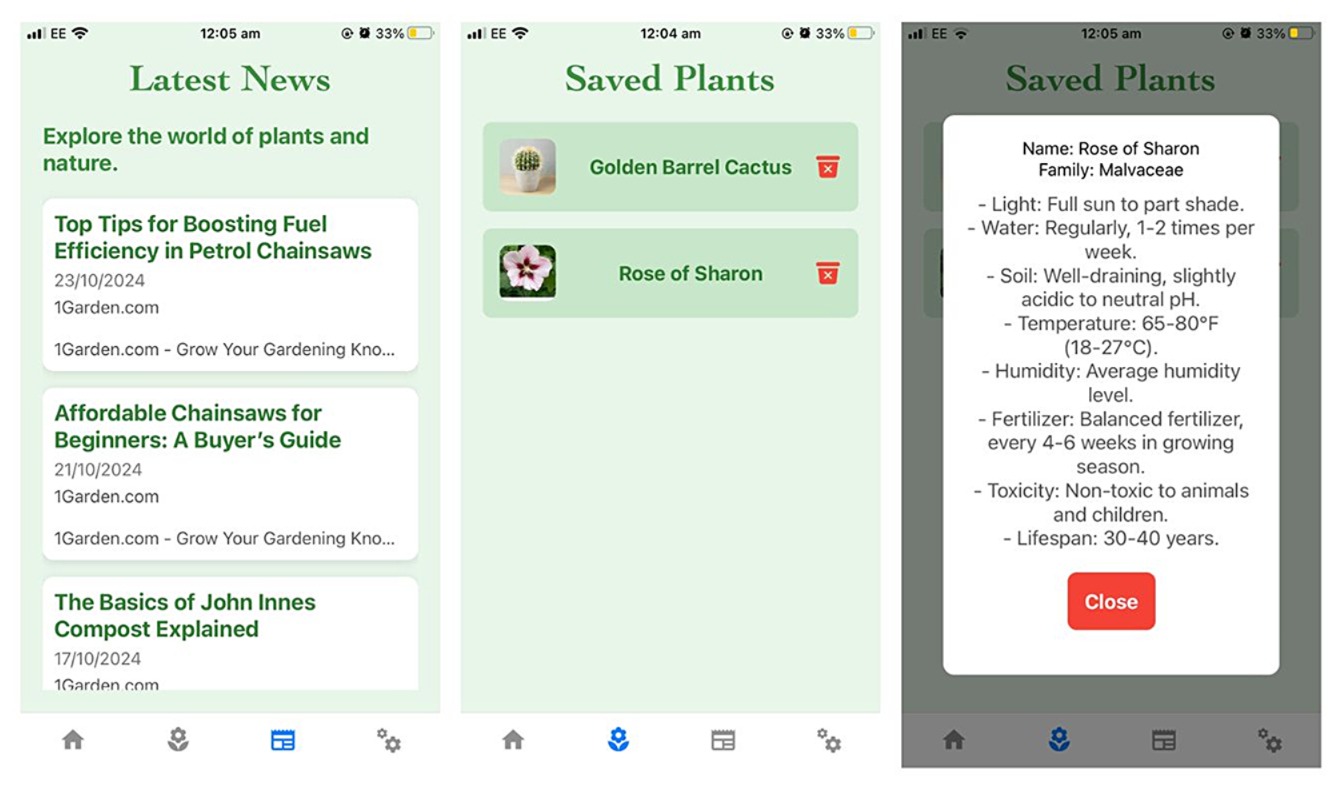 EE 12:05 am 33%
Latest News
Explore the world of plants and
nature.
Top Tips for Boosting Fuel
Efficiency in Petrol Chainsaws
23/10/2024
1Garden.com
1Garden.com - Grow Your Gardening Kno...
Affordable Chainsaws for
Beginners: A Buyer’s Guide
21/10/2024
1Garden.com
1Garden.com - Grow Your Gardening Kno...
The Basics of John Innes
Compost Explained
17/10/2024
1Garden.com
EE 12:04 am 33%
Saved Plants
Golden Barrel Cactus
Rose of Sharon
EE 12:05 am 33%
Saved Plants
Name: Rose of Sharon
Family: Malvaceae
- Light: Full sun to part shade.
- Water: Regularly, 1-2 times per
week.
- Soil: Well-draining, slightly
acidic to neutral pH.
- Temperature: 65-80°F
(18-27°C).
- Humidity: Average humidity
level.
- Fertilizer: Balanced fertilizer,
every 4-6 weeks in growing
season.
- Toxicity: Non-toxic to animals
and children.
- Lifespan: 30-40 years.
Close